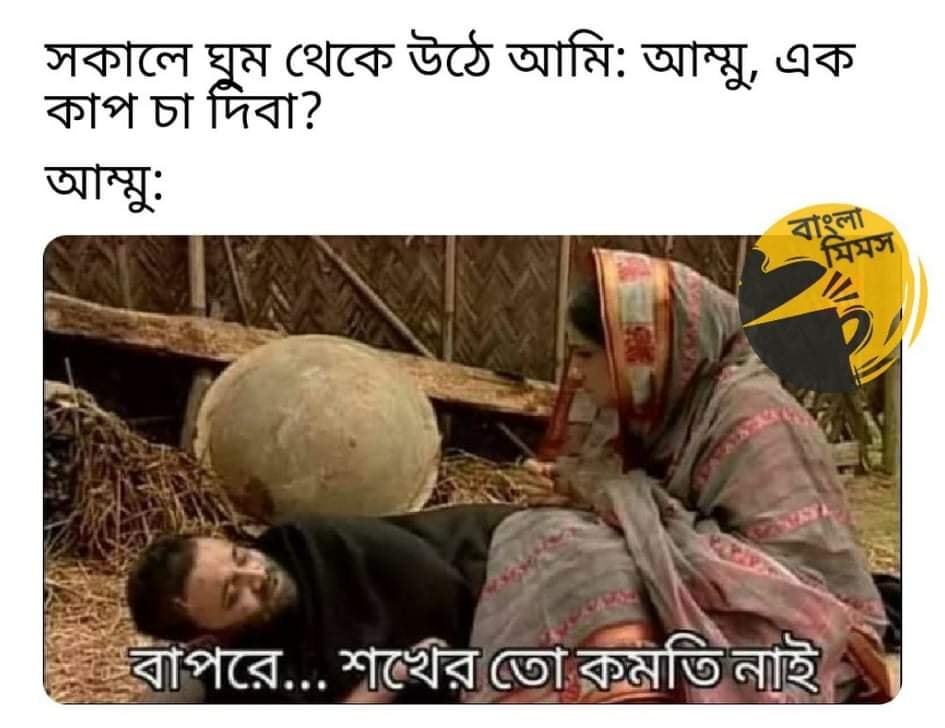 সকালে ঘুম থেকে উঠে আমি: আম্মু, এক
কাপ চা দিবা?
আম্মু:
বাংলা
মিমস
বাপরে... শখের তো কমতি নাই